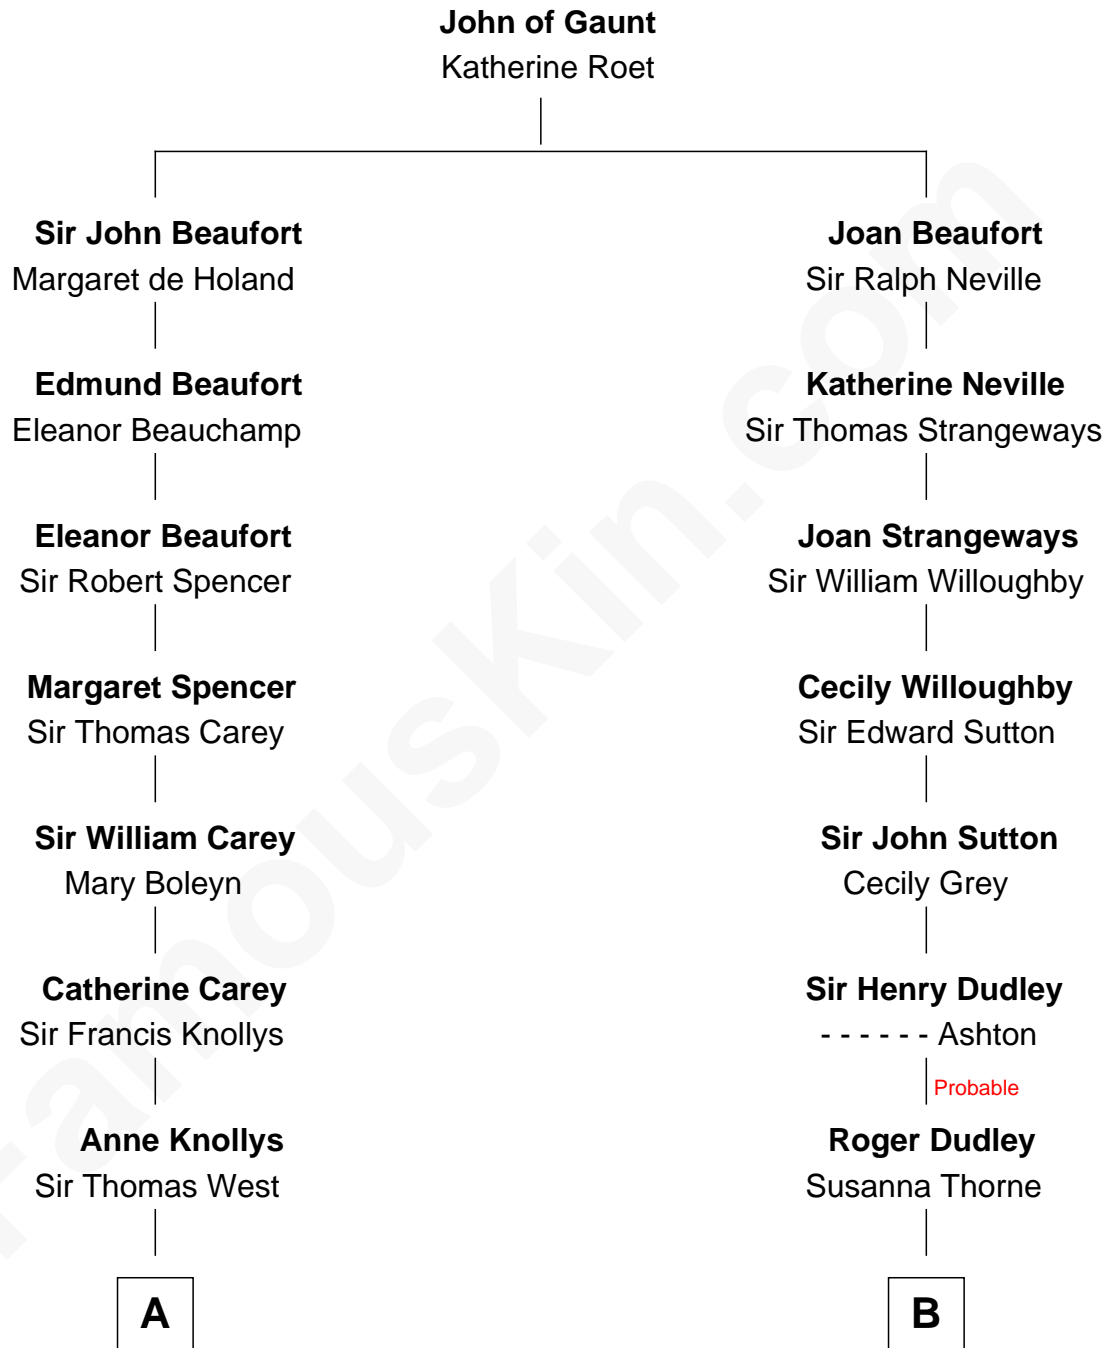 John of Gaunt
Katherine Roet
Sir John Beaufort
Margaret de Holand
Edmund Beaufort
Eleanor Beauchamp
Eleanor Beaufort
Sir Robert Spencer
Margaret Spencer
Sir Thomas Carey
Sir William Carey
Mary Boleyn
Catherine Carey
Sir Francis Knollys
Anne Knollys
Sir Thomas West
A
Joan Beaufort
Sir Ralph Neville
Katherine Neville
Sir Thomas Strangeways
Joan Strangeways
Sir William Willoughby
Cecily Willoughby
Sir Edward Sutton
Sir John Sutton
Cecily Grey
Sir Henry Dudley
- - - - - - Ashton
Probable
Roger Dudley
Susanna Thorne
B
FamousKin.com